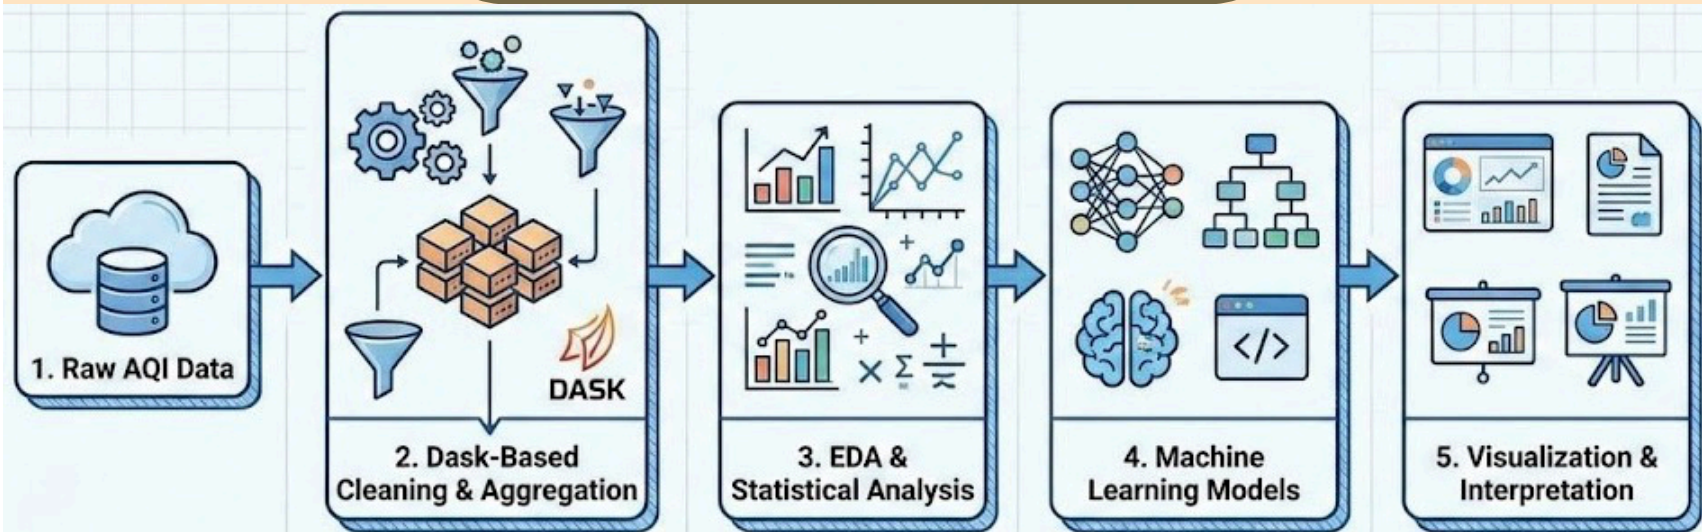 1. Raw AQI Data
DASK
2. Dask-Based
Cleaning & Aggregation
3. EDA &
Statistical Analysis
</>
4. Machine
Learning Models
5. Visualization &
Interpretation